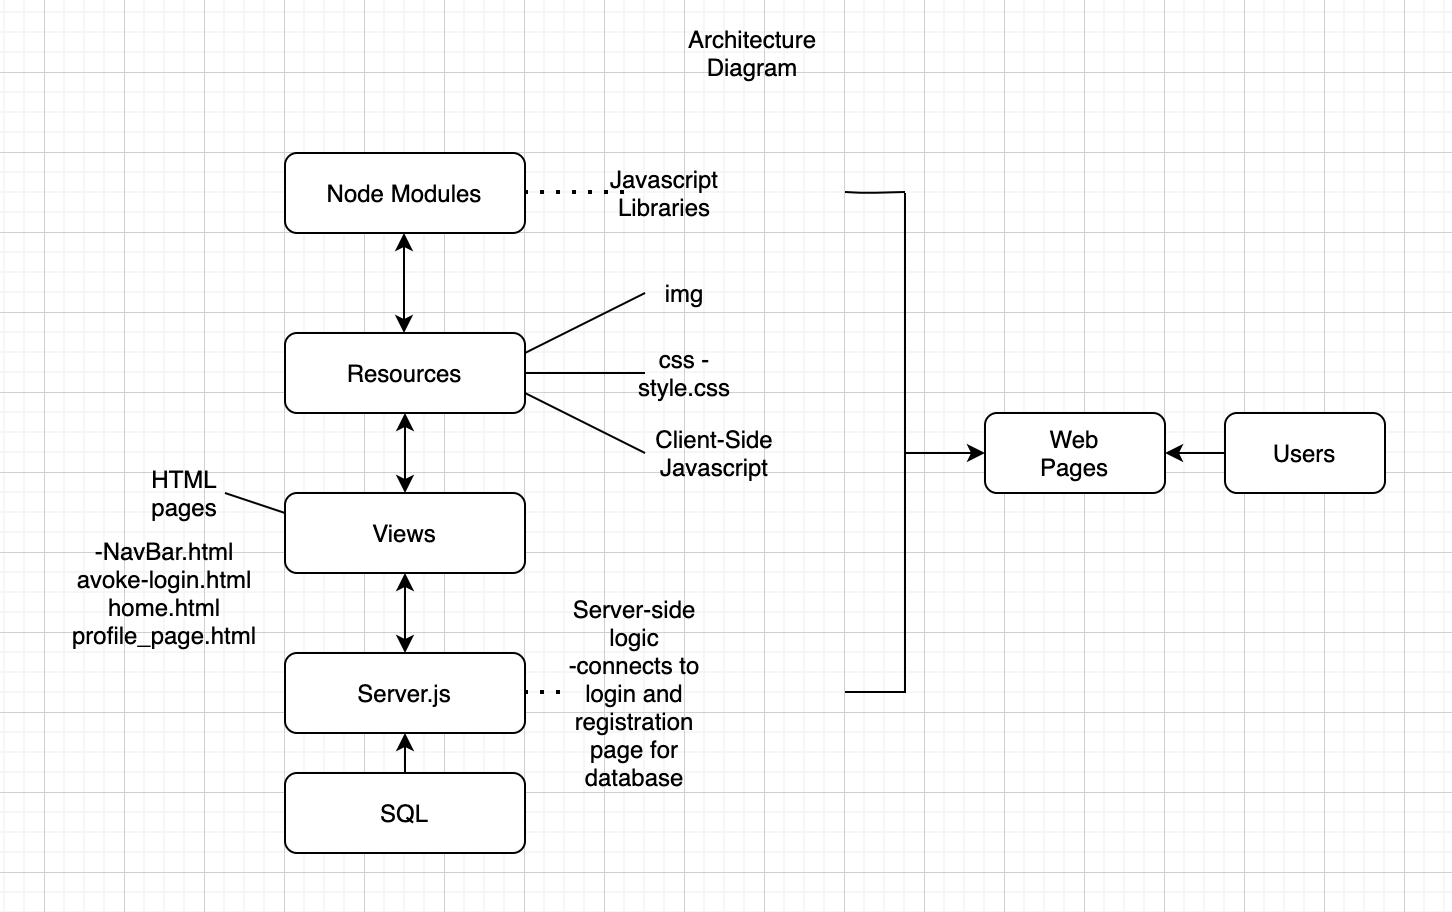 Architecture
Diagram
Node Modules
Javascript
Libraries
img
Resources
css -
style.css
Client-Side
Javascript
Web
Pages
Users
HTML
pages
Views
-NavBar.html
avoke-login.html
home.html
profile_page.html
Server-side
logic
-connects to
login and
registration
page for
database
Server.js
SQL